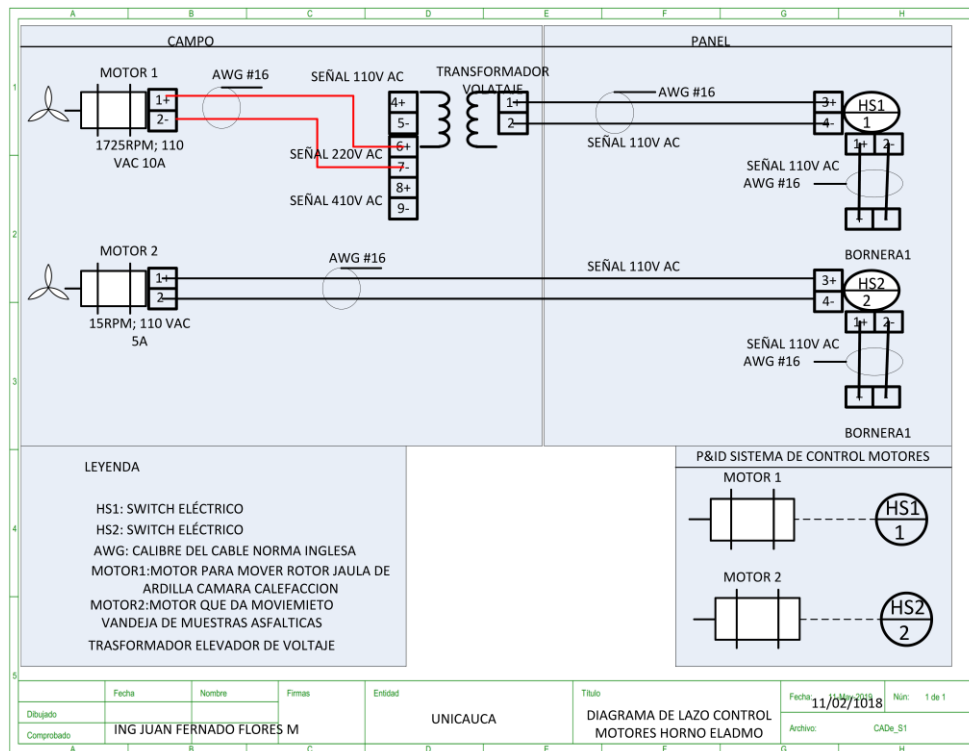 A B C D E F G H
CAMPO
PANEL
1
MOTOR 1
AWG #16
SEÑAL 110V AC
TRANSFORMADOR
VOLATAJE
AWG #16
1+
2-
4+
5-
6+
7-
8+
9-
1+
2
3+
4-
HS1
1
1725RPM; 110
VAC 10A
SEÑAL 220V AC
SEÑAL 410V AC
SEÑAL 110V AC
1+ 2-
SEÑAL 110V AC
AWG #16
+ -
BORNERA1
2
MOTOR 2
AWG #16
SEÑAL 110V AC
1+
2
3+
4-
HS2
2
15RPM; 110 VAC
5A
1+ 2-
SEÑAL 110V AC
AWG #16
3
BORNERA1
LEYENDA
HS1: SWITCH ELÉCTRICO
HS2: SWITCH ELÉCTRICO
AWG: CALIBRE DEL CABLE NORMA INGLESA
MOTOR1:MOTOR PARA MOVER ROTOR JAULA DE
ARDILLA CAMARA CALEFACCION
MOTOR2:MOTOR QUE DA MOVIEMIETO
VANDEJA DE MUESTRAS ASFALTICAS
TRASFORMADOR ELEVADOR DE VOLTAJE
4
P&ID SISTEMA DE CONTROL MOTORES
MOTOR 1
HS1
1
MOTOR 2
HS2
2
5
Fecha Nombre Firmas
Dibujado
Comprobado
ING JUAN FERNADO FLORES M
Entidad
UNICAUCA
Título
DIAGRAMA DE LAZO CONTROL
MOTORES HORNO ELADMO
Fecha:
11/02/1018
Nún: 1 de 1
Archivo: CADe_S1
A B C D E F G H